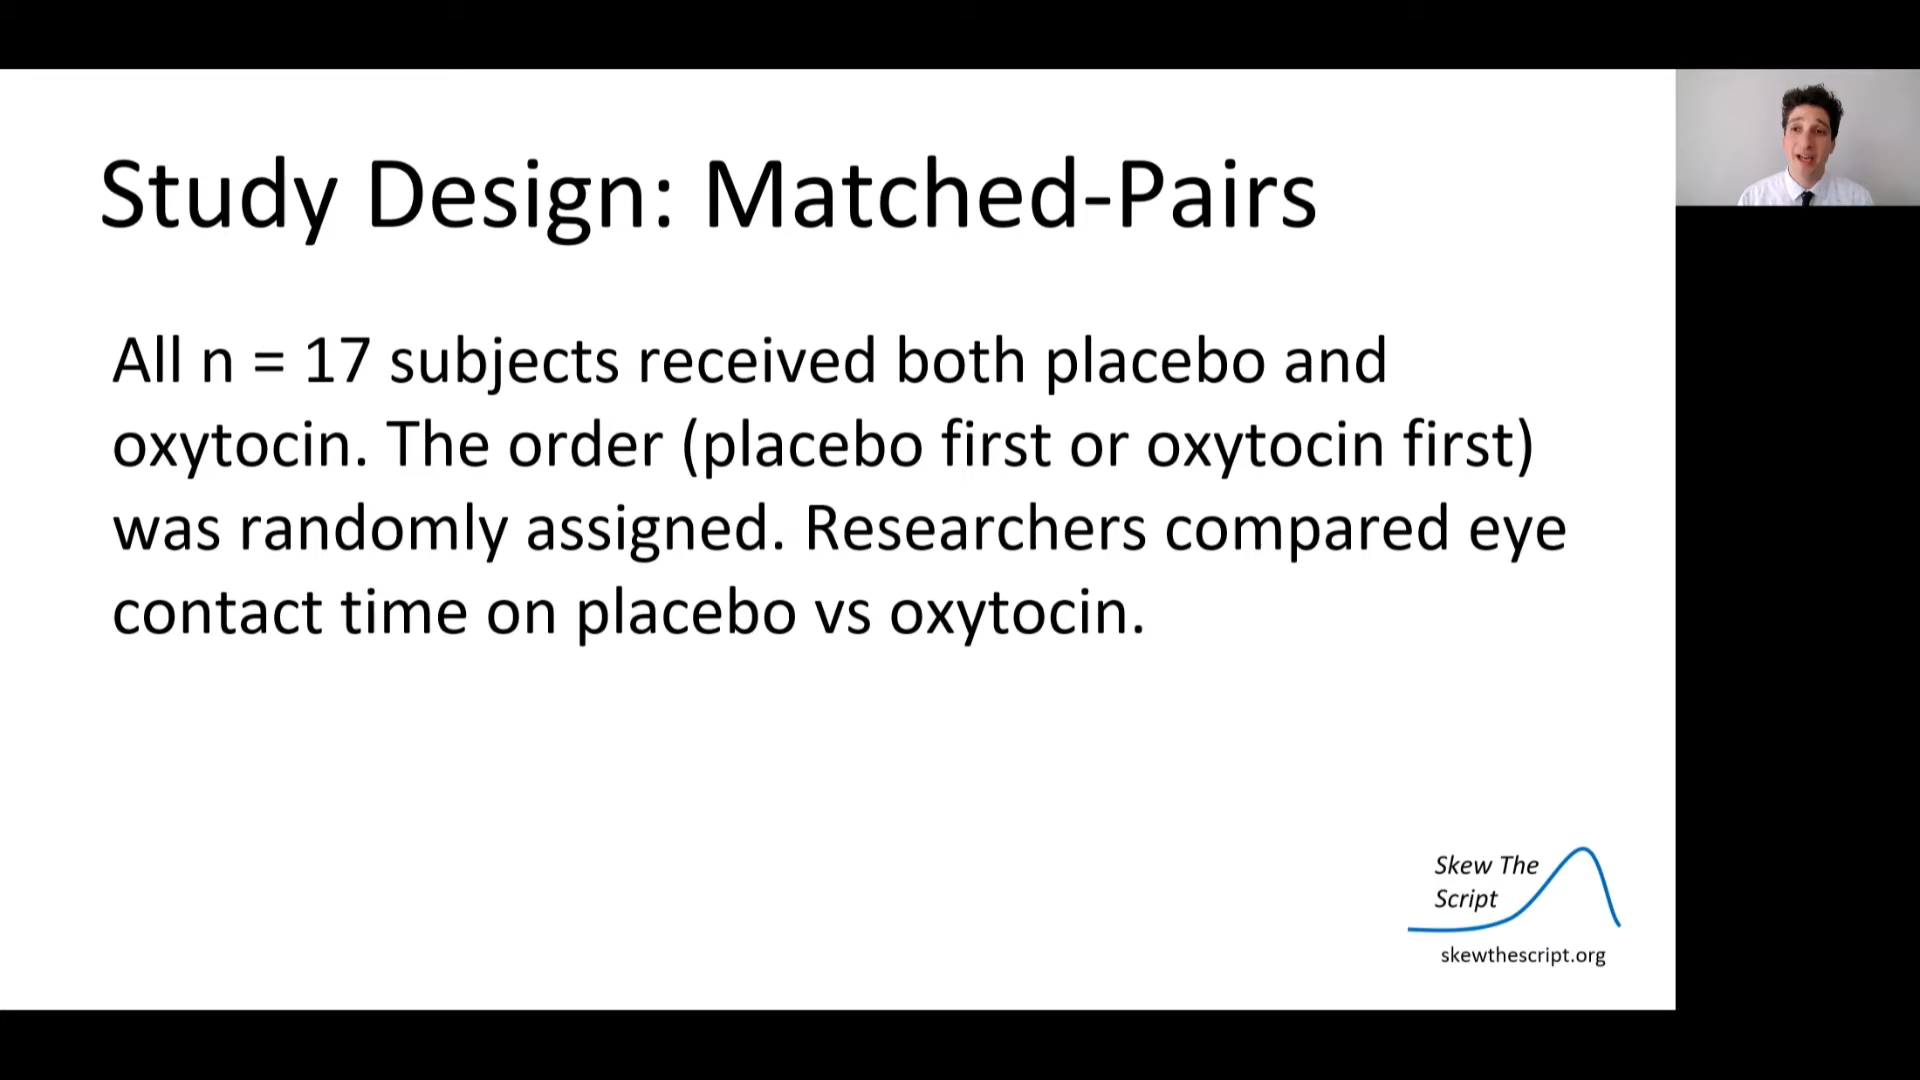 Study Design: Matched-Pairs
All n = 17 subjects received both placebo and
oxytocin. The order (placebo first or oxytocin first)
was randomly assigned. Researchers compared eye
contact time on placebo vs oxytocin.
Skew The
Script
skewthescript.org